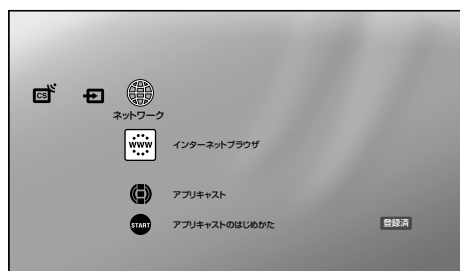 CS
ネットワーク
www
インターネットブラウザ
アプリキャスト
START
アプリキャストのはじめかた
登録済